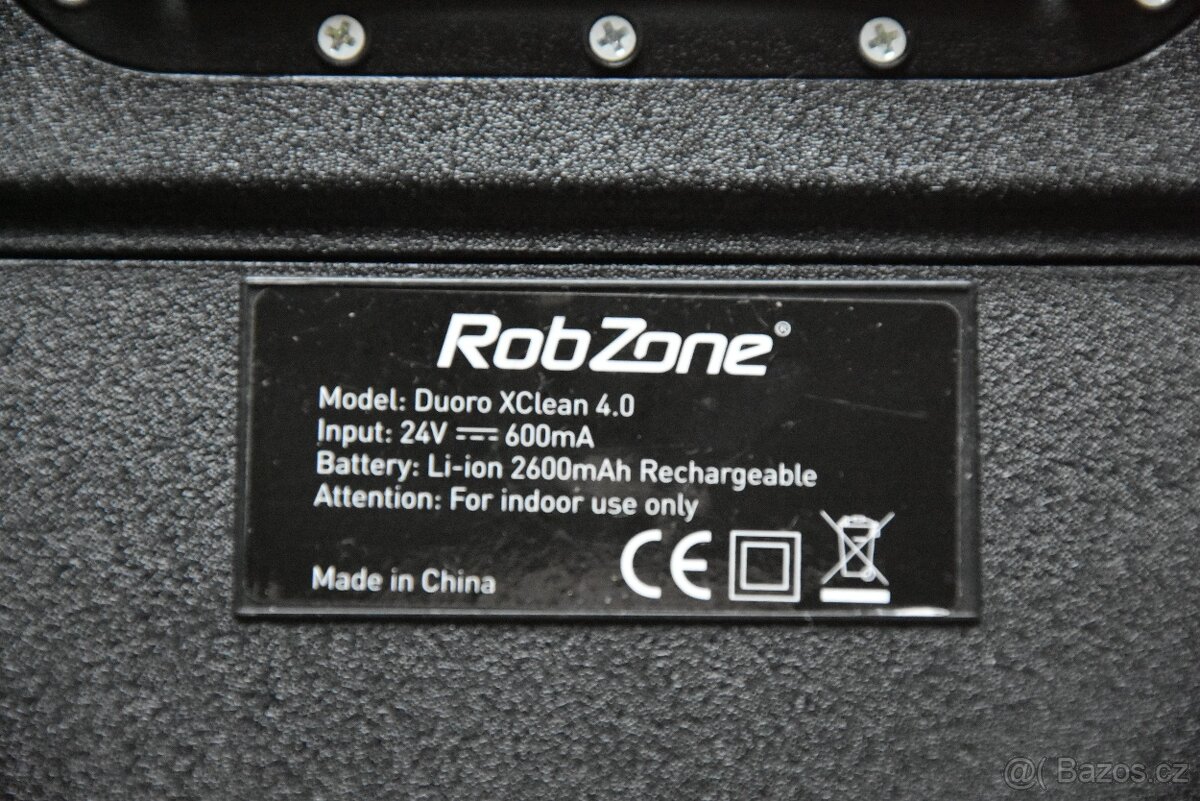 RobZone®
Model: Duoro XClean 4.0
Input: 24V ⎓ 600mA
Battery: Li-ion 2600mAh Rechargeable
Attention: For indoor use only
CE
Made in China
@( Bazos.cz